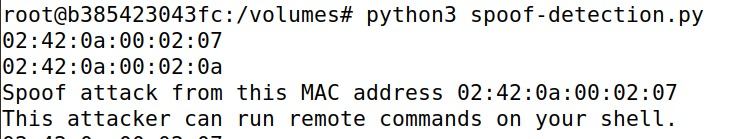 root@b385423043fc:/volumes# python3 spoof-detection.py
02:42:0a:00:02:07
02:42:0a:00:02:0a
Spoof attack from this MAC address 02:42:0a:00:02:07
This attacker can run remote commands on your shell.